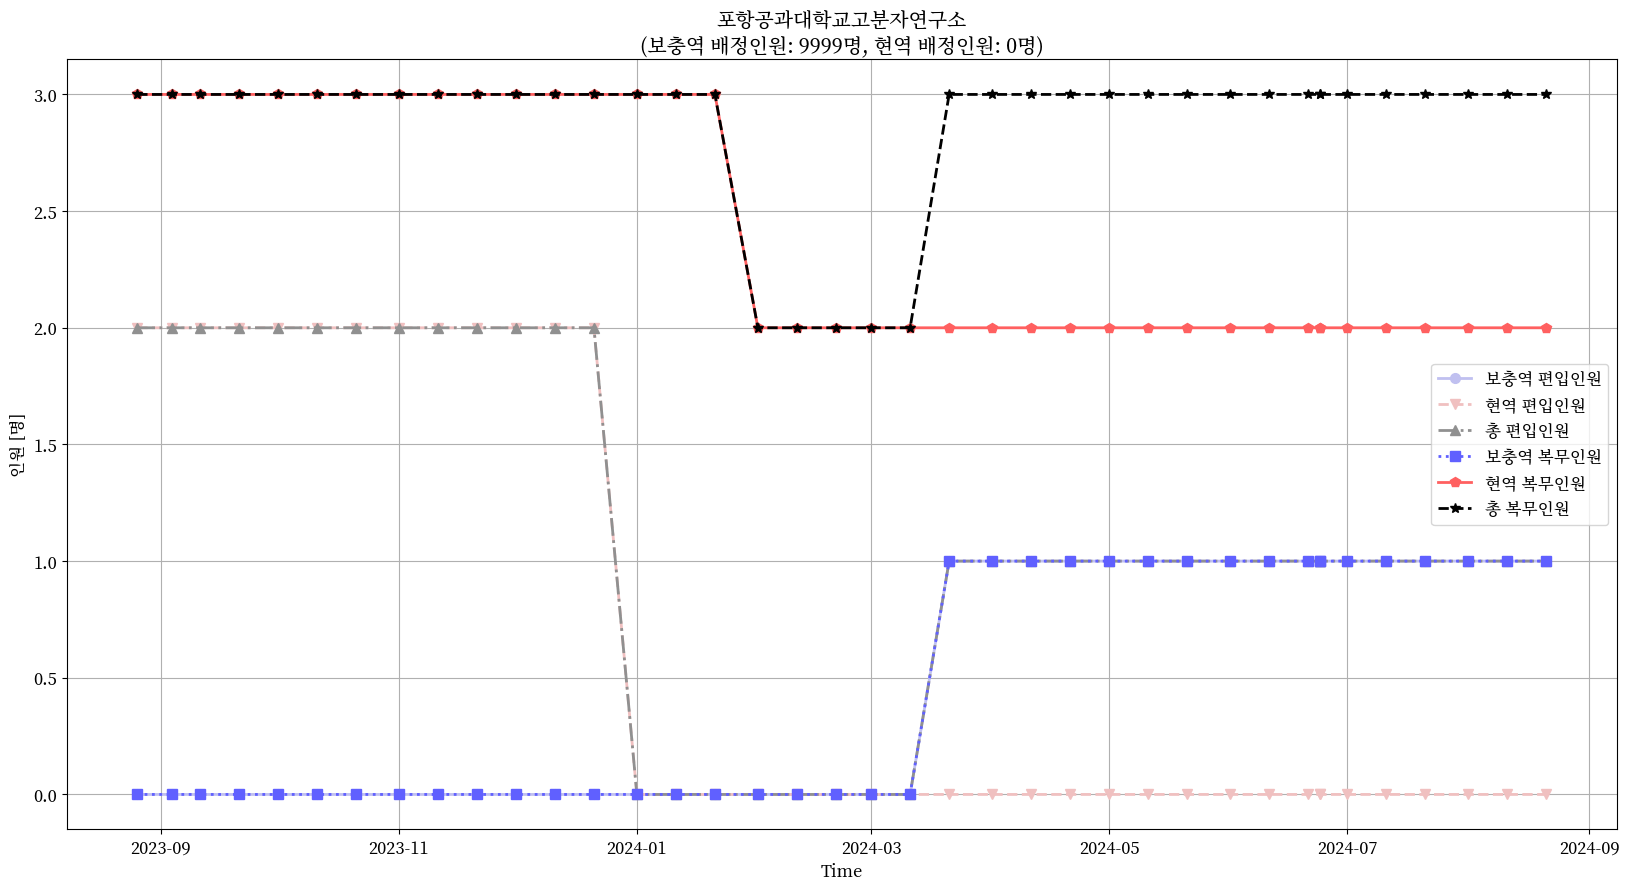 포항공과대학교고분자연구소
(보충역 배정인원: 9999명, 현역 배정인원: 0명)
3.0
2.5
2.0
1.5
1.0
0.5
0.0
인원 [명]
보충역 편입인원
현역 편입인원
총 편입인원
보충역 복무인원
현역 복무인원
총 복무인원
2023-09
2023-11
2024-01
2024-03
2024-05
2024-07
2024-09
Time